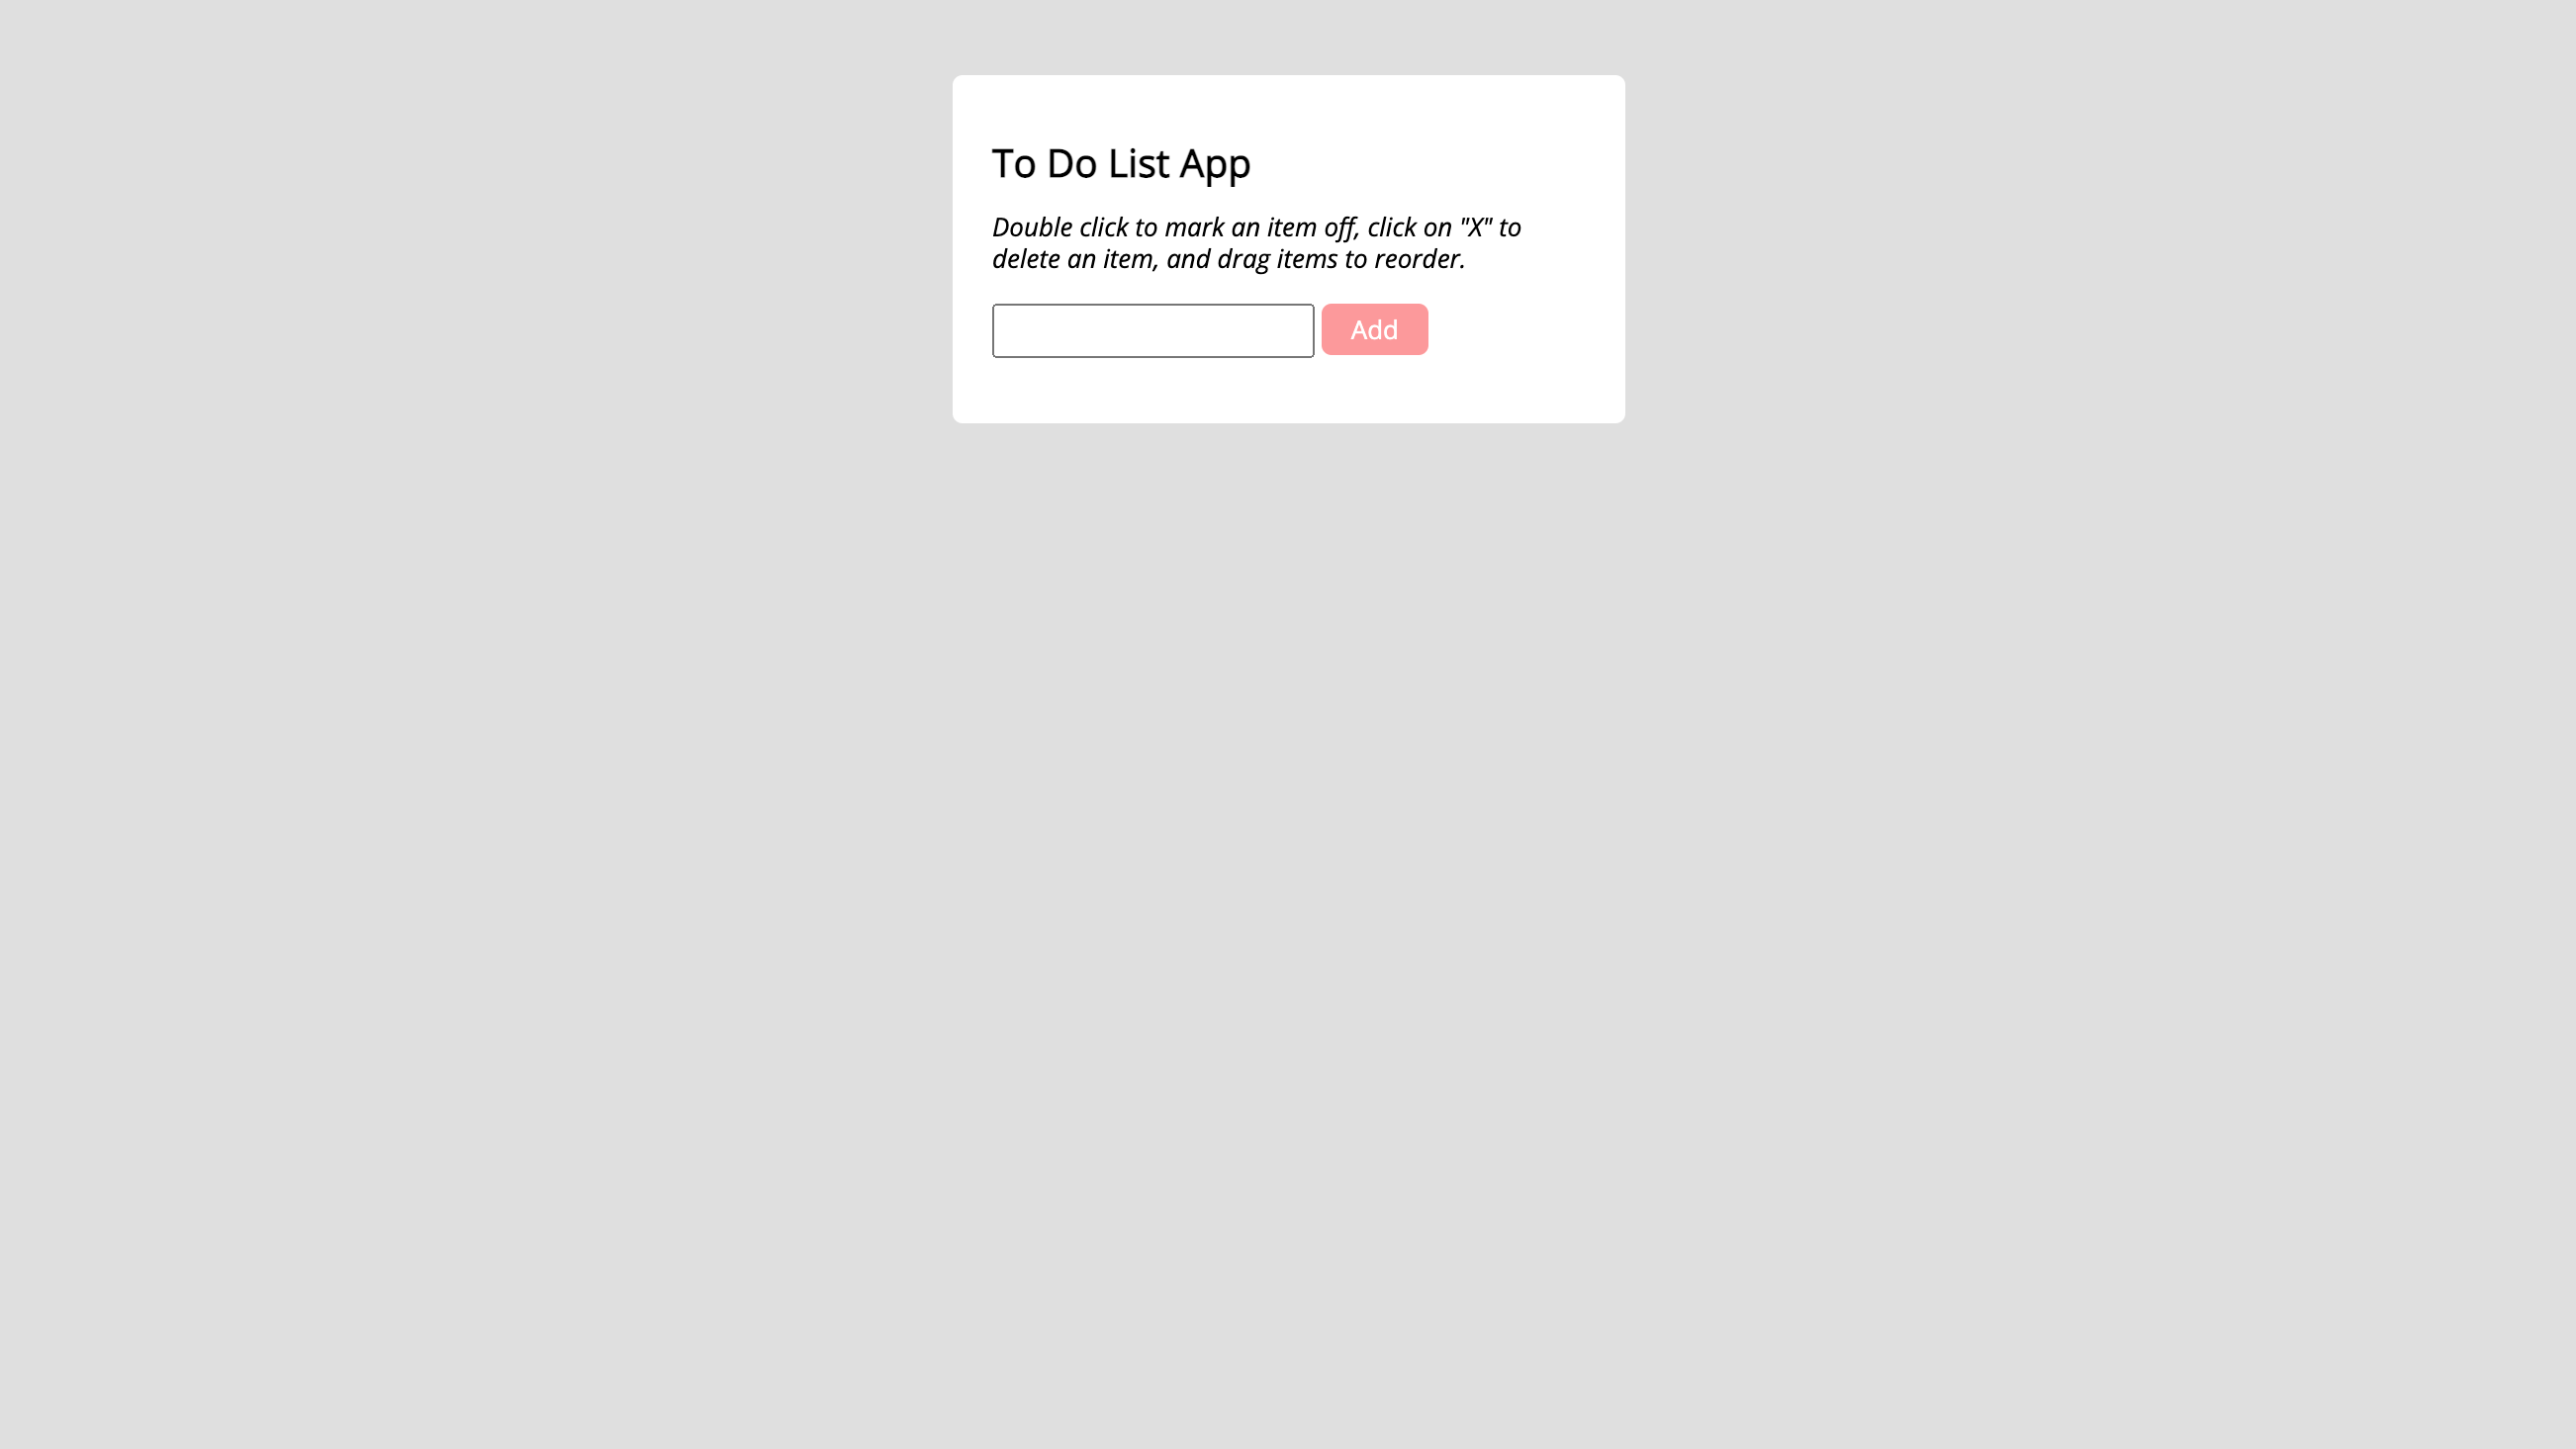 To Do List App
Double click to mark an item off, click on "X" to
delete an item, and drag items to reorder.
Add